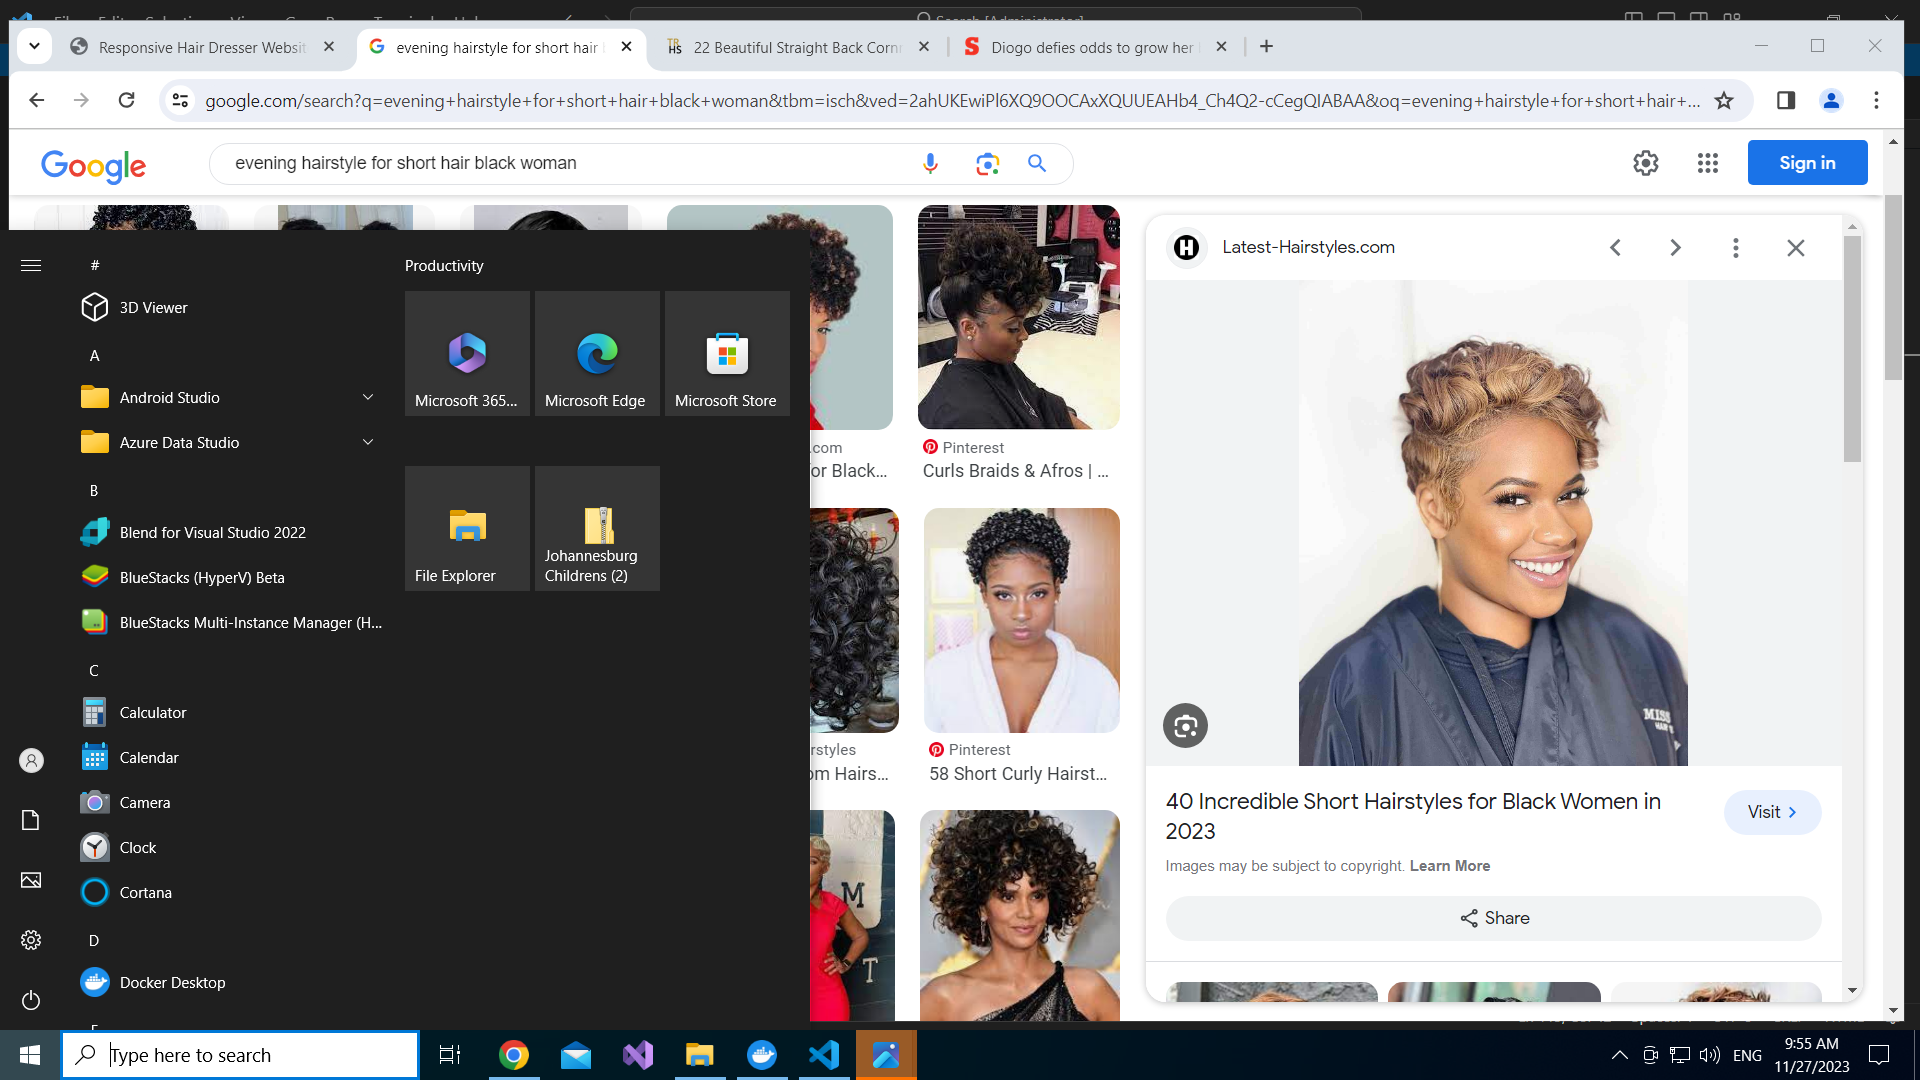 Responsive Hair Dresser Websit
evening hairstyle for short hair
22 Beautiful Straight Back Corn
Diogo defies odds to grow her
google.com/search?q=evening+hairstyle+for+short+hair+black+woman&tbm=isch&ved=2ahUKEwiPl6XQ9OOCAxXQUUEAHb4_Ch4Q2-cCegQIABAA&oq=evening+hairstyle+for+short+hair+...
Google
evening hairstyle for short hair black woman
Sign in
#
3D Viewer
A
Android Studio
Azure Data Studio
B
Blend for Visual Studio 2022
BlueStacks (HyperV) Beta
BlueStacks Multi-Instance Manager (H...
C
Calculator
Calendar
Camera
Clock
Cortana
D
Docker Desktop
Productivity
Microsoft 365...
Microsoft Edge
Microsoft Store
File Explorer
Johannesburg
Childrens (2)
.com
or Black...
Pinterest
Curls Braids & Afros | ...
rstyles
om Hairs...
Pinterest
58 Short Curly Hairst...
M
T
H
Latest-Hairstyles.com
MISS
40 Incredible Short Hairstyles for Black Women in
2023
Visit
Images may be subject to copyright. Learn More
Share
Type here to search
ENG
9:55 AM
11/27/2023